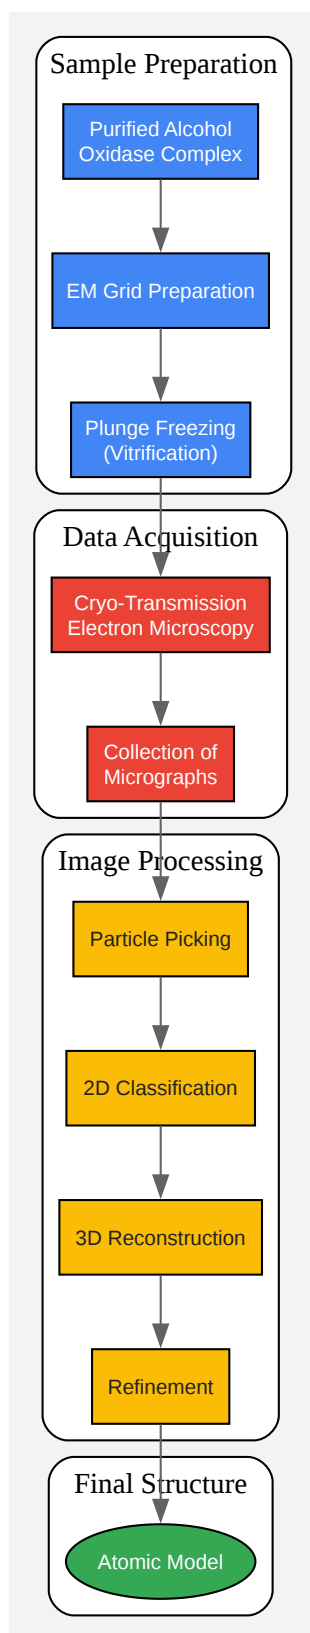 Sample Preparation
Purified Alcohol
Oxidase Complex
EM Grid Preparation
Plunge Freezing
(Vitrification)
Data Acquisition
Cryo-Transmission
Electron Microscopy
Collection of
Micrographs
Image Processing
Particle Picking
2D Classification
3D Reconstruction
Refinement
Final Structure
Atomic Model